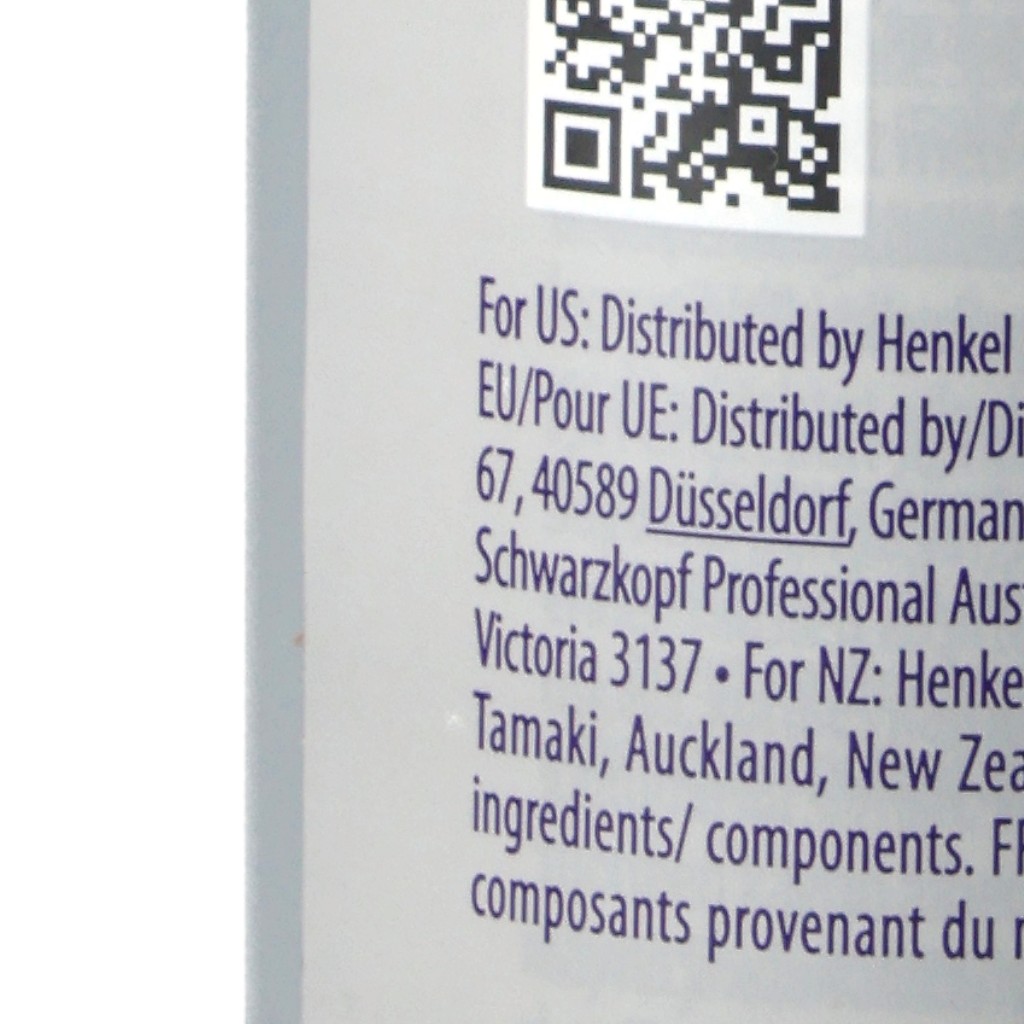 For US: Distributed by Henkel
EU/Pour UE: Distributed by/Di
67, 40589 Düsseldorf, German
Schwarzkopf Professional Aus
Victoria 3137 • For NZ: Henke
Tamaki, Auckland, New Zea
ingredients/ components. F
composants provenant du